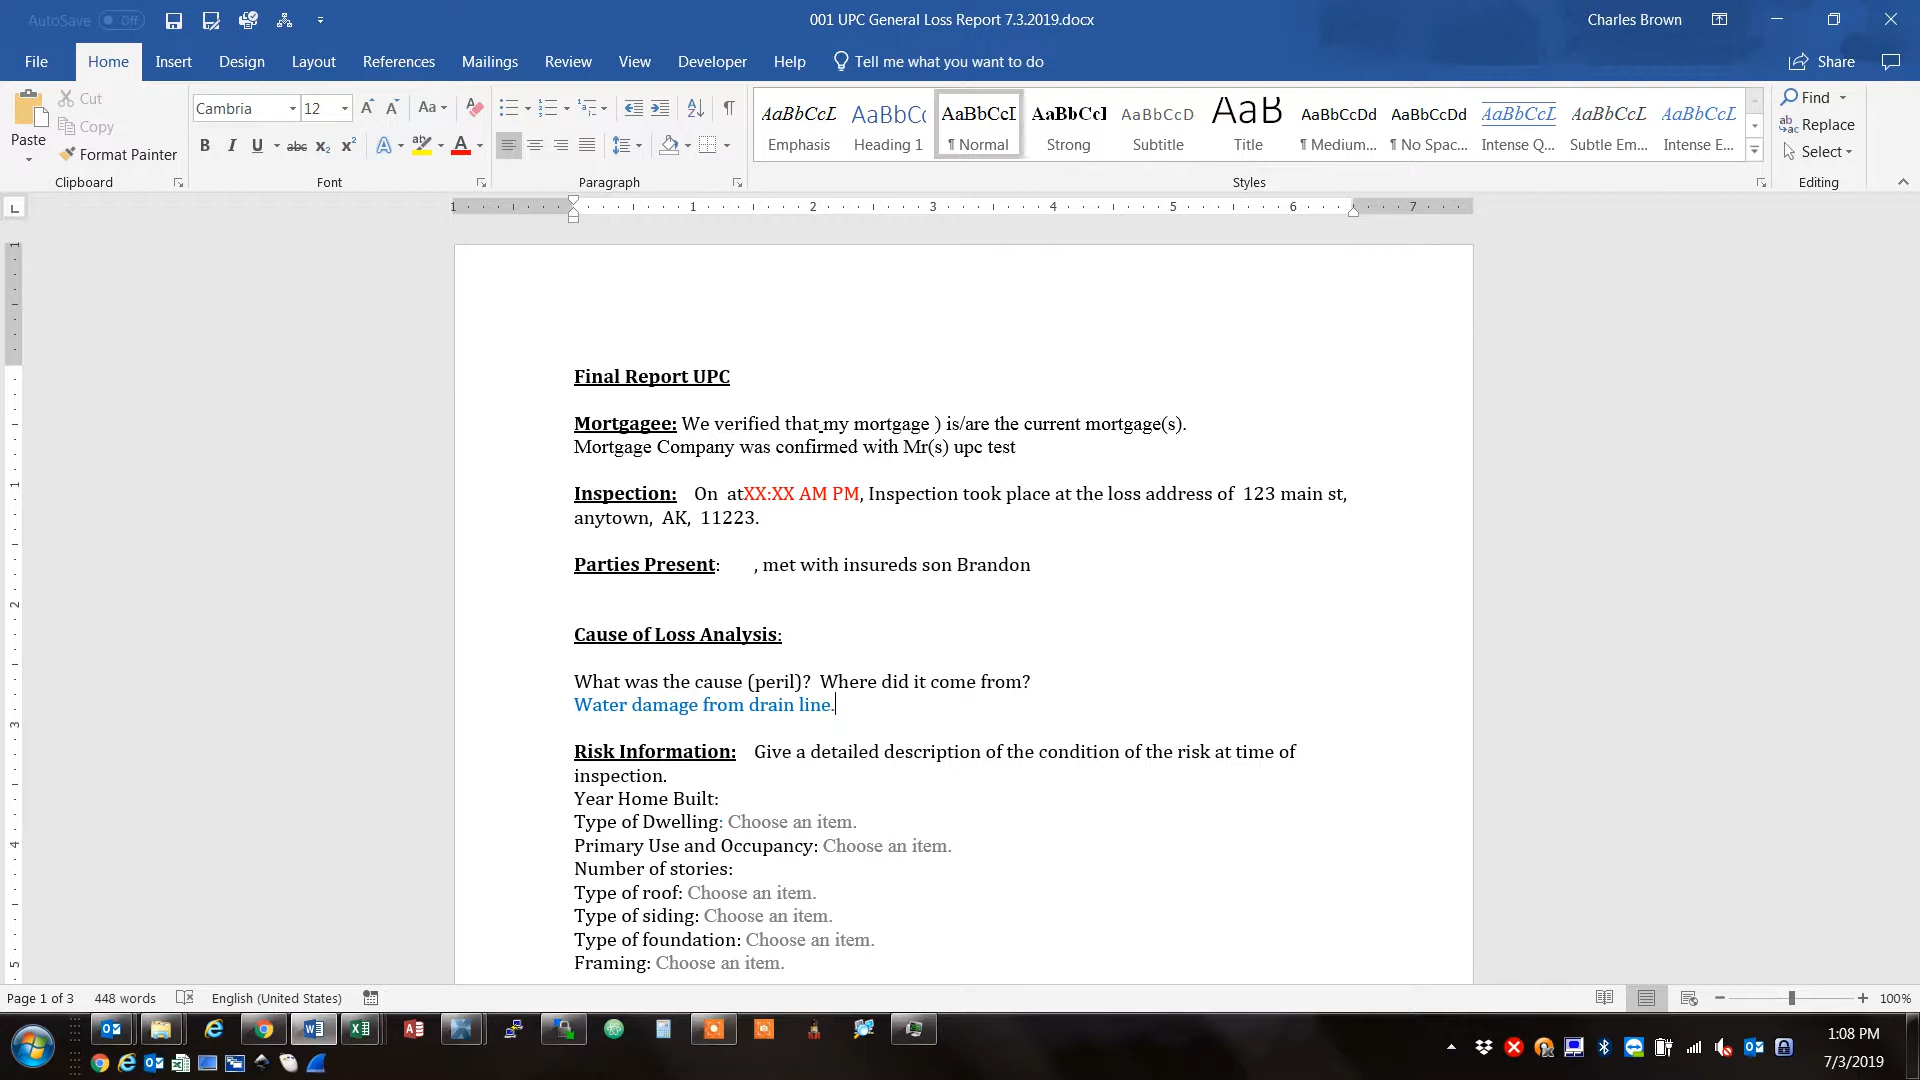 AutoSave Off
001 UPC General Loss Report 7.3.2019.docx
Charles Brown
File Home Insert Design Layout References Mailings Review View Developer Help Tell me what you want to do
Share
Paste
Cut
Copy
Format Painter
Clipboard
Cambria 12
Font
Paragraph
AaBbCcL AaBbC( AaBbCcI AaBbCcI AaBbCcD AaB AaBbCcDd AaBbCcDd AaBbCcL AaBbCcL AaBbCcL
Emphasis Heading 1 ¶ Normal Strong Subtitle Title ¶ Medium... ¶ No Spac... Intense Q... Subtle Em... Intense E...
Styles
Find
Replace
Select
Editing
1 1 2 3 4 5 6 7
Final Report UPC
Mortgagee: We verified that my mortgage ) is/are the current mortgage(s).
Mortgage Company was confirmed with Mr(s) upc test
Inspection: On atXX:XX AM PM, Inspection took place at the loss address of 123 main st,
anytown, AK, 11223.
Parties Present: , met with insureds son Brandon
Cause of Loss Analysis:
What was the cause (peril)? Where did it come from?
Water damage from drain line.
Risk Information: Give a detailed description of the condition of the risk at time of
inspection.
Year Home Built:
Type of Dwelling: Choose an item.
Primary Use and Occupancy: Choose an item.
Number of stories:
Type of roof: Choose an item.
Type of siding: Choose an item.
Type of foundation: Choose an item.
Framing: Choose an item.
Page 1 of 3 448 words English (United States) 100%
1:08 PM
7/3/2019